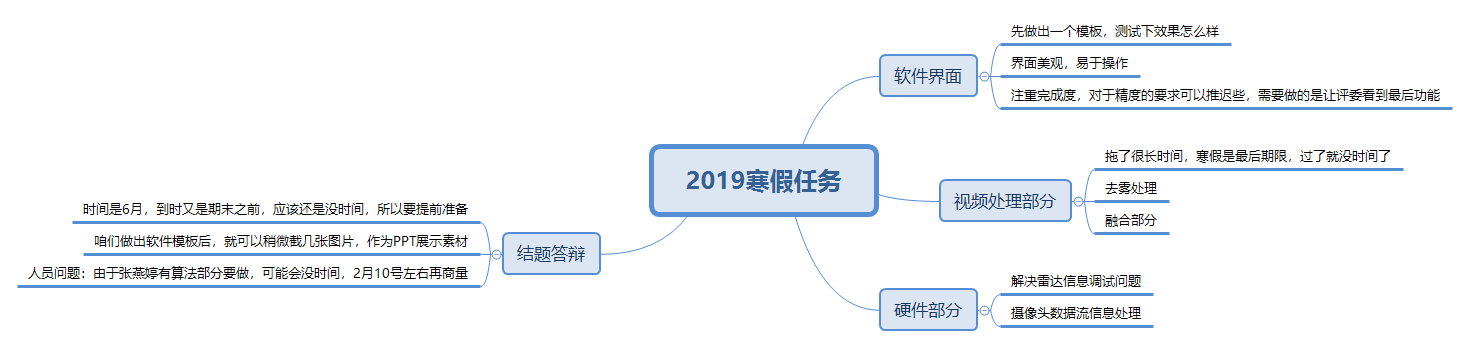 2019寒假任务
软件界面
先做出一个模板，测试下效果怎么样
界面美观，易于操作
注重完成度，对于精度的要求可以推迟些，需要做的是让评委看到最后功能
视频处理部分
拖了很长时间，寒假是最后期限，过了就没时间了
去雾处理
融合部分
硬件部分
解决雷达信息调试问题
摄像头数据流信息处理
结题答辩
时间是6月，到时又是期末之前，应该还是没时间，所以要提前准备
咱们做出软件模板后，就可以稍微截几张图片，作为PPT展示素材
人员问题：由于张燕婷有算法部分要做，可能会没时间，2月10号左右再商量